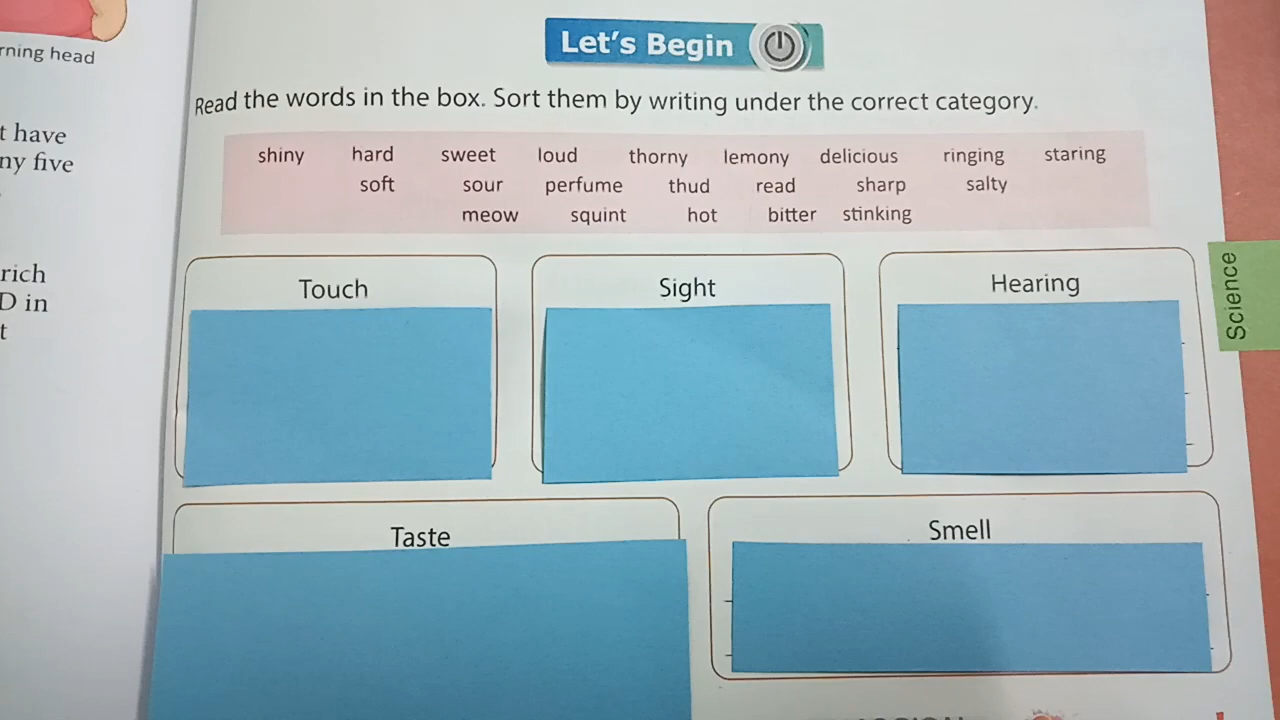 rning head
t have
ny five
rich
D in
t
Let's Begin
Read the words in the box. Sort them by writing under the correct category.
shiny hard sweet loud thorny lemony delicious ringing staring
soft sour perfume thud read sharp salty
meow squint hot bitter stinking
Touch Sight Hearing
Taste Smell
Science